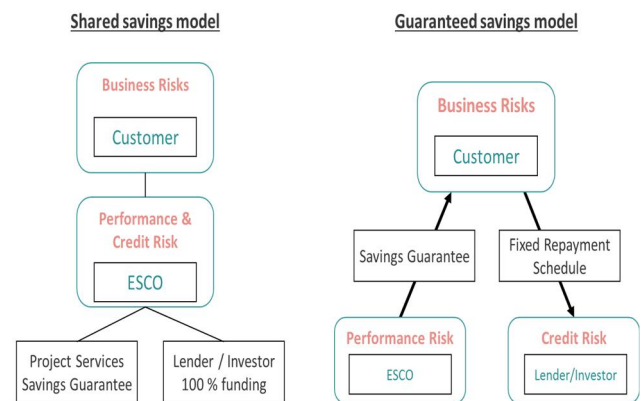 Shared savings model
Business Risks
Customer
Performance &
Credit Risk
ESCO
Project Services
Savings Guarantee
Lender / Investor
100 % funding
Guaranteed savings model
Business Risks
Customer
Savings Guarantee
Fixed Repayment
Schedule
Performance Risk
ESCO
Credit Risk
Lender/Investor